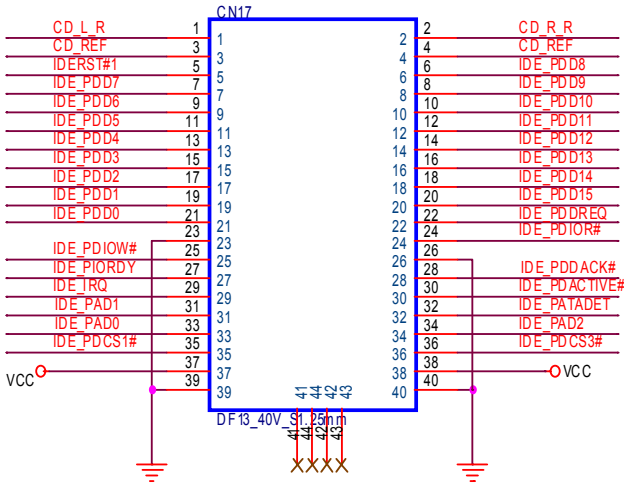 CN17
CD_L_R 1 1 2 2 CD_R_R
CD_REF 3 3 4 4 CD_REF
IDERST#1 5 5 6 6 IDE_PDD8
IDE_PDD7 7 7 8 8 IDE_PDD9
IDE_PDD6 9 9 10 10 IDE_PDD10
IDE_PDD5 11 11 12 12 IDE_PDD11
IDE_PDD4 13 13 14 14 IDE_PDD12
IDE_PDD3 15 15 16 16 IDE_PDD13
IDE_PDD2 17 17 18 18 IDE_PDD14
IDE_PDD1 19 19 20 20 IDE_PDD15
IDE_PDD0 21 21 22 22 IDE_PDDREQ
23 23 24 24 IDE_PDIOR#
IDE_PDIOW# 25 25 26 26
IDE_PIORDY 27 27 28 28 IDE_PDDACK#
IDE_IRQ 29 29 30 30 IDE_PDACTIVE#
IDE_PAD1 31 31 32 32 IDE_PATADET
IDE_PAD0 33 33 34 34 IDE_PAD2
IDE_PDCS1# 35 35 36 36 IDE_PDCS3#
VCC 37 37 38 38 VCC
39 39 40 40
41 44 42 43
DF13_40V_S1.25mm
41 44 42 43